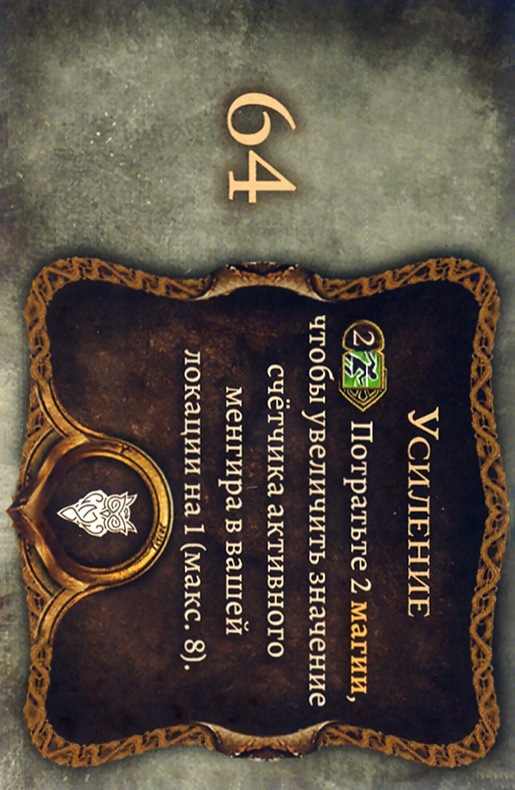 64
Усиление
2 Потратьте 2 магии,
чтобы увеличить значение
счётчика активного
менгира в вашей
локации на 1 (макс. 8).